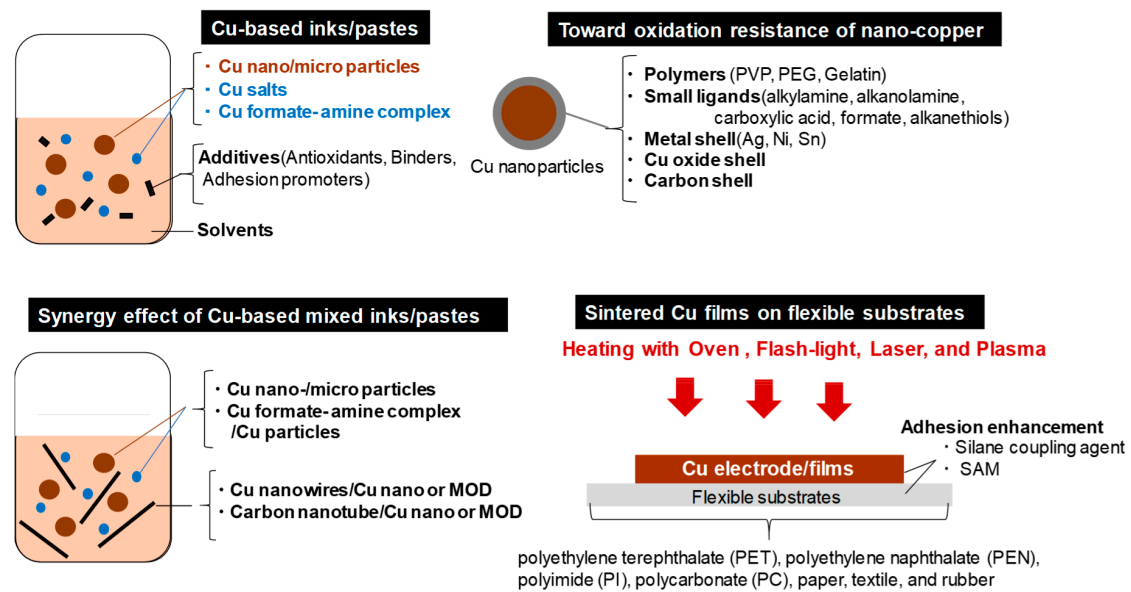 Cu-based inks/pastes
・ Cu nano/micro particles
・ Cu salts
・ Cu formate-amine complex
Additives(Antioxidants, Binders,
Adhesion promoters)
Solvents
Toward oxidation resistance of nano-copper
Cu nanoparticles
・ Polymers (PVP, PEG, Gelatin)
・ Small ligands(alkylamine, alkanolamine,
carboxylic acid, formate, alkanethiols)
・ Metal shell(Ag, Ni, Sn)
・ Cu oxide shell
・ Carbon shell
Synergy effect of Cu-based mixed inks/pastes
・ Cu nano-/micro particles
・ Cu formate-amine complex
/Cu particles
・ Cu nanowires/Cu nano or MOD
・ Carbon nanotube/Cu nano or MOD
Sintered Cu films on flexible substrates
Heating with Oven , Flash-light, Laser, and Plasma
Adhesion enhancement
・ Silane coupling agent
・ SAM
Cu electrode/films
Flexible substrates
polyethylene terephthalate (PET), polyethylene naphthalate (PEN),
polyimide (PI), polycarbonate (PC), paper, textile, and rubber